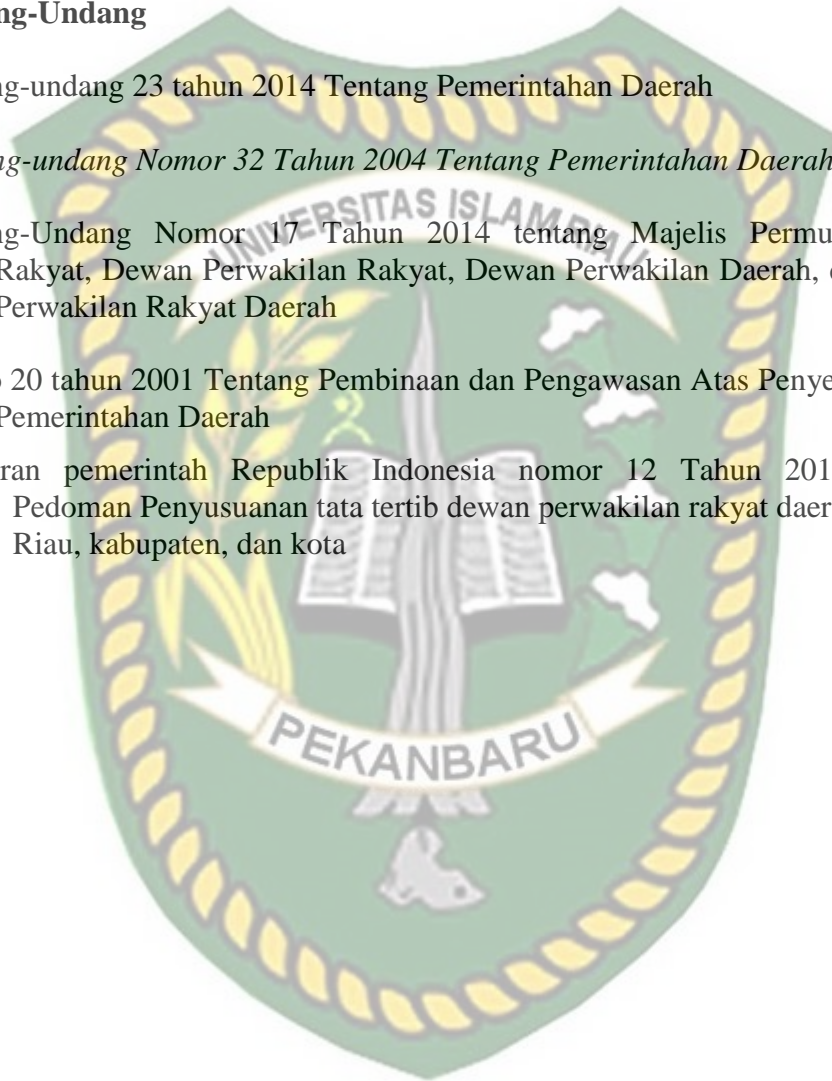 ng-Undang
ng-undang 23 tahun 2014 Tentang Pemerintahan Daerah
ng-undang Nomor 32 Tahun 2004 Tentang Pemerintahan Daerah
UNIVERSITAS ISLAM RIAU
ng-Undang Nomor 17 Tahun 2014 tentang Majelis Permu
Rakyat, Dewan Perwakilan Rakyat, Dewan Perwakilan Daerah,
Perwakilan Rakyat Daerah
20 tahun 2001 Tentang Pembinaan dan Pengawasan Atas Penye
Pemerintahan Daerah
ran pemerintah Republik Indonesia nomor 12 Tahun 201
Pedoman Penyusuanan tata tertib dewan perwakilan rakyat daer
Riau, kabupaten, dan kota
PEKANBARU